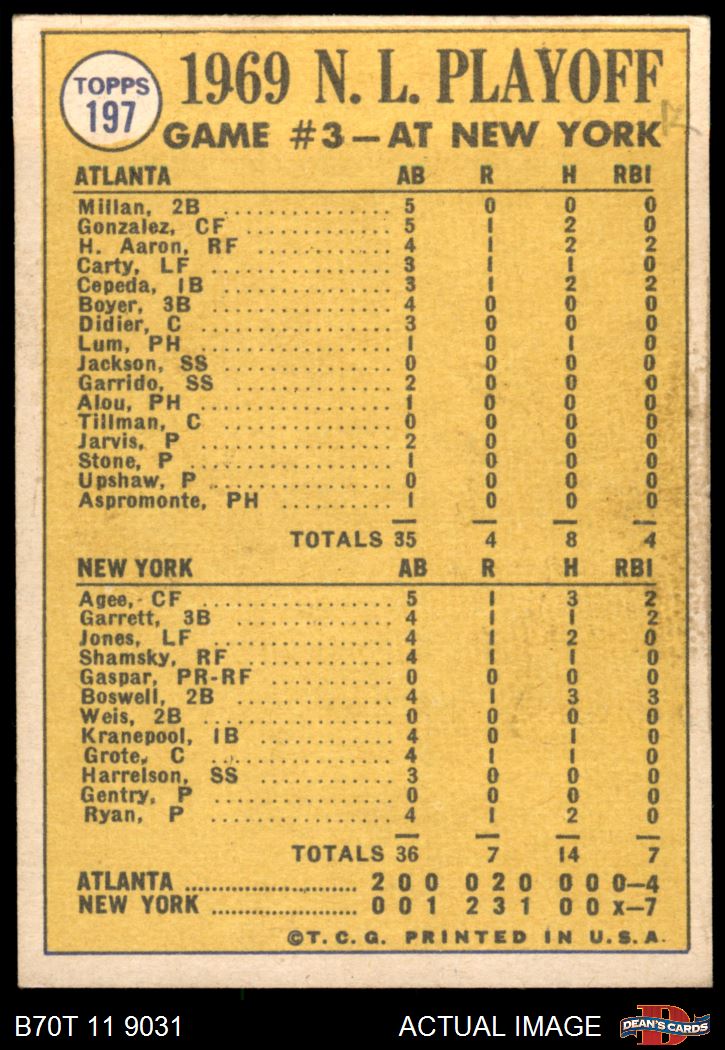 TOPPS
197
1969 N. L. PLAYOFF
GAME #3—AT NEW YORK
ATLANTA AB R H RBI
Millan, 2B .................. 5 0 0 0
Gonzalez, CF ............... 5 1 2 0
H. Aaron, RF ............... 4 1 2 2
Carty, LF ................... 3 1 1 0
Cepeda, 1B ................. 3 1 2 2
Boyer, 3B .................. 4 0 0 0
Didier, C ................... 3 0 0 0
Lum, PH .................... 1 0 1 0
Jackson, SS ................ 0 0 0 0
Garrido, SS ................ 2 0 0 0
Alou, PH ................... 1 0 0 0
Tillman, C .................. 0 0 0 0
Jarvis, P ................... 2 0 0 0
Stone, P ................... 1 0 0 0
Upshaw, P .................. 0 0 0 0
Aspromonte, PH ............ 1 0 0 0
TOTALS 35 4 8 4
NEW YORK AB R H RBI
Agee, CF ................... 5 1 3 2
Garrett, 3B ................ 4 1 1 2
Jones, LF .................. 4 1 2 0
Shamsky, RF ............... 4 1 1 0
Gaspar, PR-RF ............. 0 0 0 0
Boswell, 2B ................ 4 1 3 3
Weis, 2B ................... 0 0 0 0
Kranepool, 1B .............. 4 0 1 0
Grote, C ................... 4 1 1 0
Harrelson, SS .............. 3 0 0 0
Gentry, P .................. 0 0 0 0
Ryan, P .................... 4 1 2 0
TOTALS 36 7 14 7
ATLANTA ........................ 2 0 0 0 2 0 0 0 0—4
NEW YORK ..................... 0 0 1 2 3 1 0 0 x—7
©T. C. G. PRINTED IN U. S. A.
B70T 11 9031 ACTUAL IMAGE DEAN'S CARDS